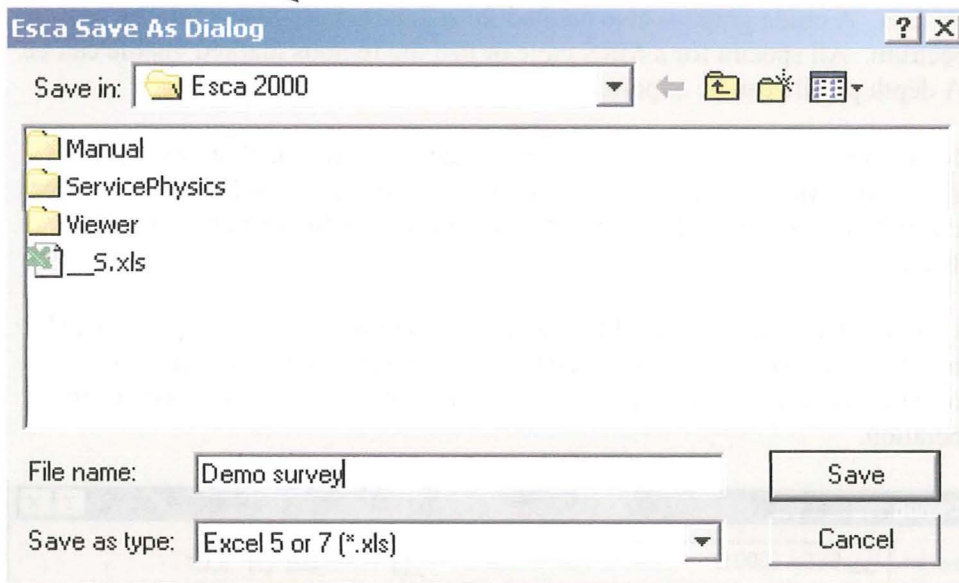 Esca Save As Dialog
Save in: Esca 2000
Manual
ServicePhysics
Viewer
__S.xls
File name: Demo survey Save
Save as type: Excel 5 or 7 (*.xls) Cancel